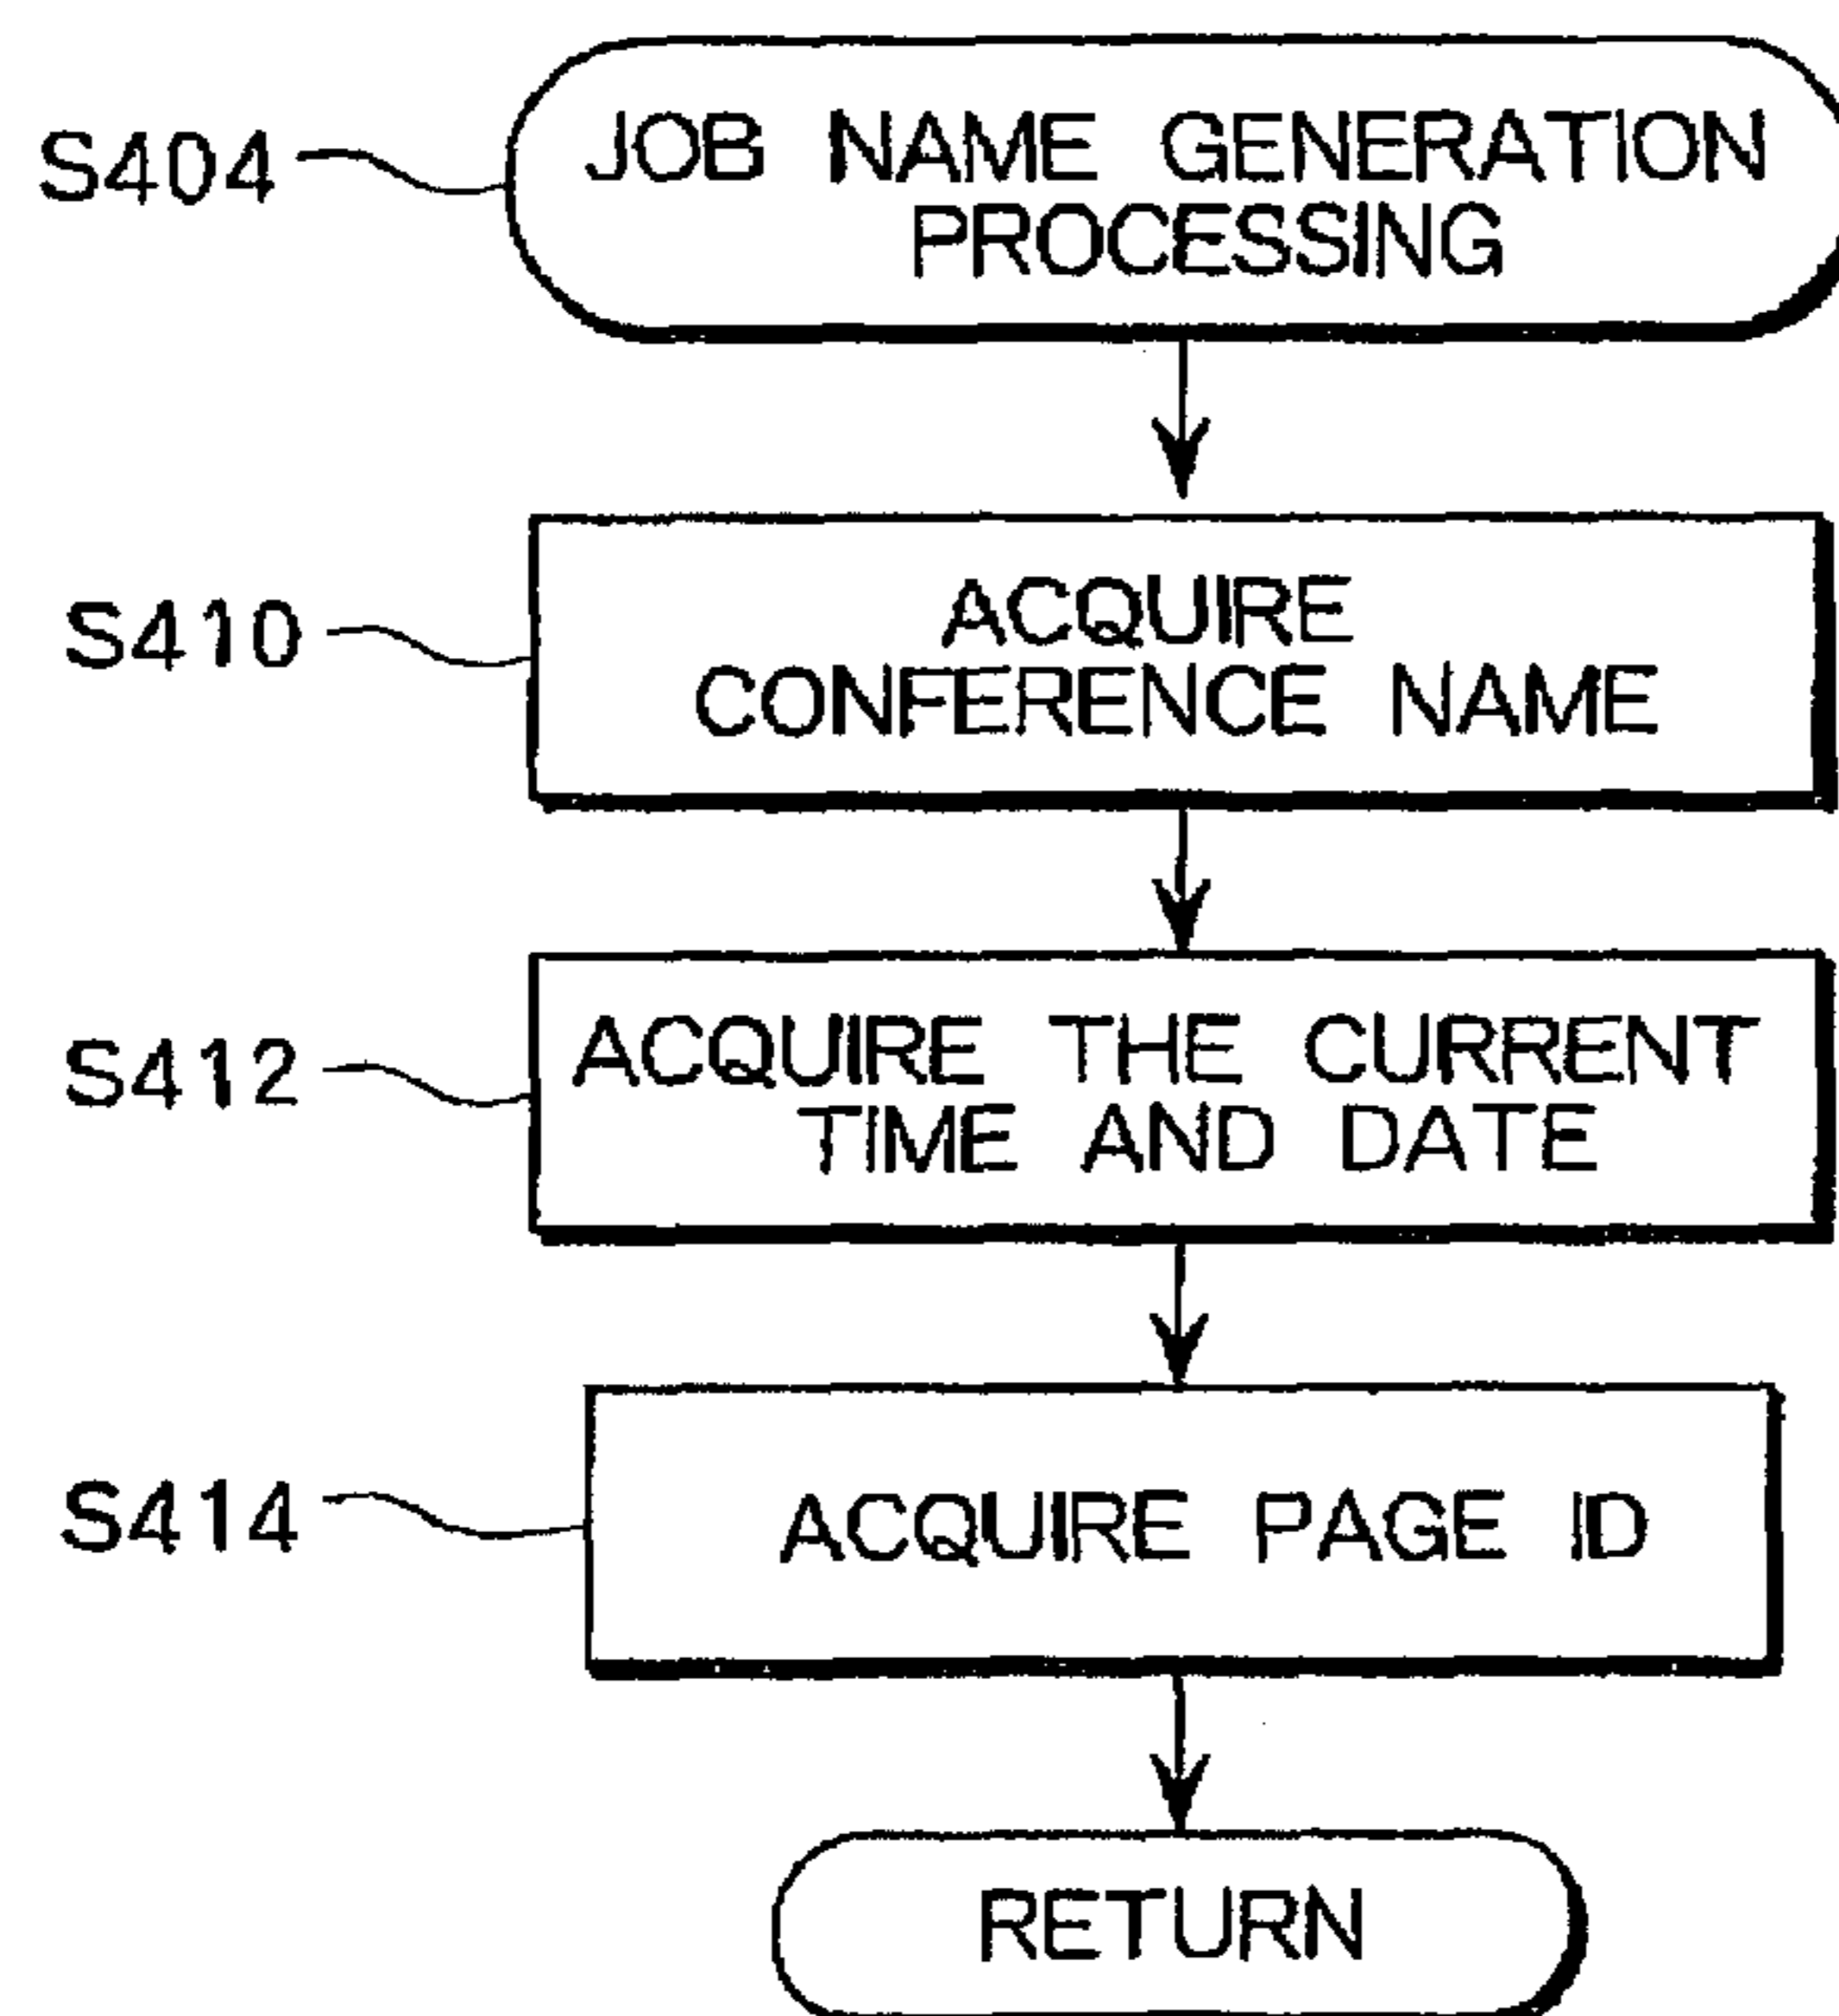 S404
JOB NAME GENERATION
PROCESSING
S410
ACQUIRE
CONFERENCE NAME
S412
ACQUIRE THE CURRENT
TIME AND DATE
S414
ACQUIRE PAGE ID
RETURN